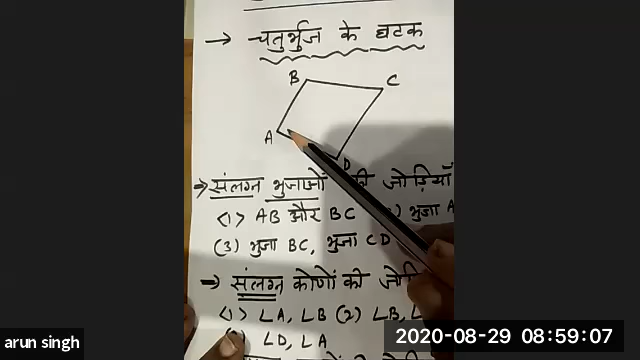 → चतुर्भुज के घटक
B
C
A
D
→ संलग्न भुजाओं की जोड़ियाँ
<1> AB और BC
) भुजा A
(3) भुजा BC, भुजा CD
→ संलग्न कोणों की
<1> ∠A, ∠B (2) ∠B,
∠D, ∠A
arun singh
2020-08-29 08:59:07